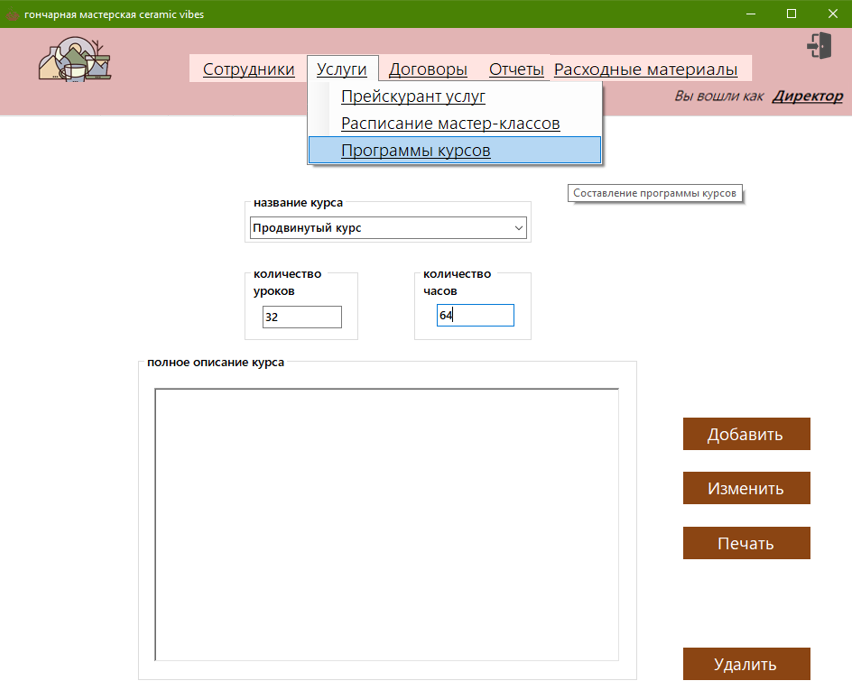 гончарная мастерская ceramic vibes
Сотрудники Услуги Договоры Отчеты Расходные материалы
Вы вошли как Директор
Прейскурант услуг
Расписание мастер-классов
Программы курсов
Составление программы курсов
название курса
Продвинутый курс
количество
уроков
32
количество
часов
64
полное описание курса
Добавить
Изменить
Печать
Удалить